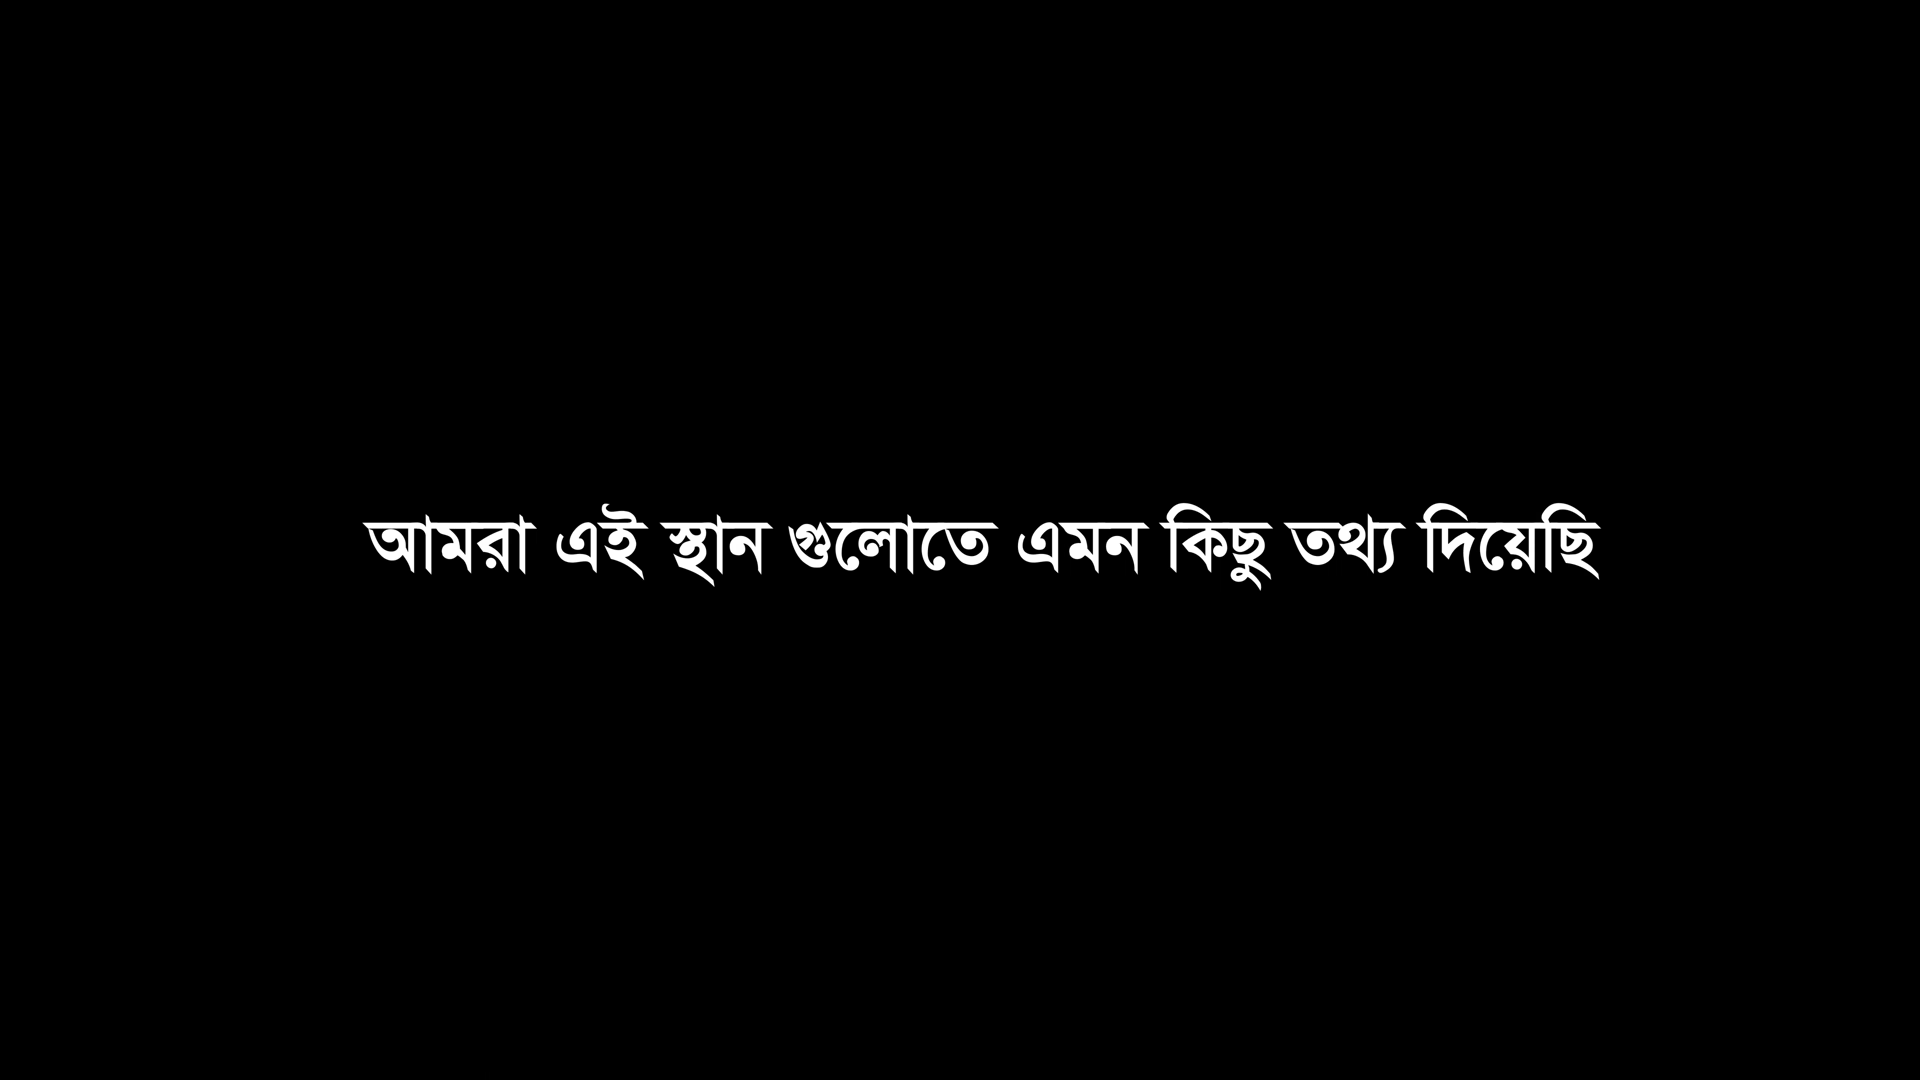 আমরা এই স্থান গুলোতে এমন কিছু তথ্য দিয়েছি